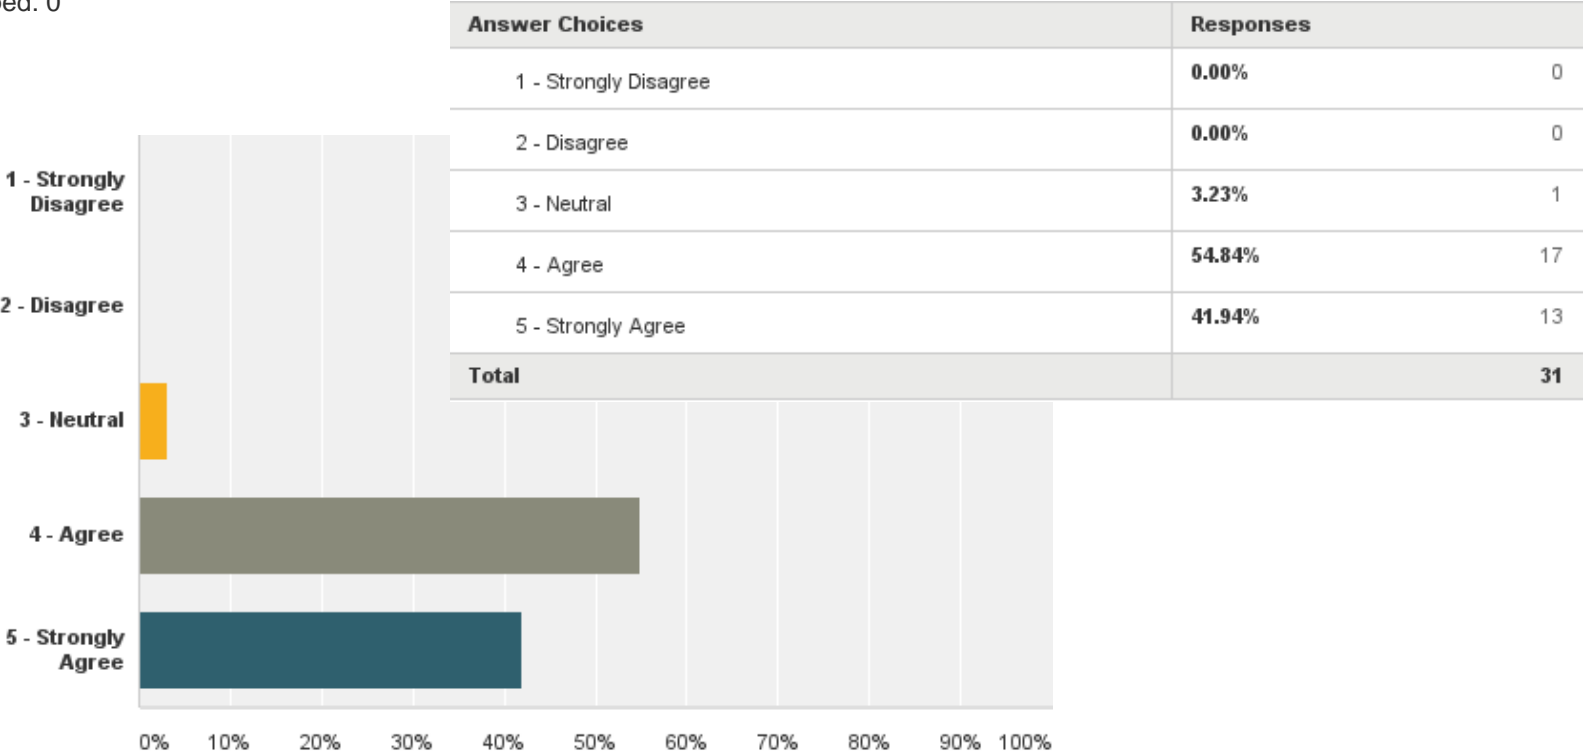 Answer Choices Responses
1 - Strongly Disagree 0.00% 0
2 - Disagree 0.00% 0
3 - Neutral 3.23% 1
4 - Agree 54.84% 17
5 - Strongly Agree 41.94% 13
Total 31
1 - Strongly
Disagree
2 - Disagree
3 - Neutral
4 - Agree
5 - Strongly
Agree
0% 10% 20% 30% 40% 50% 60% 70% 80% 90% 100%